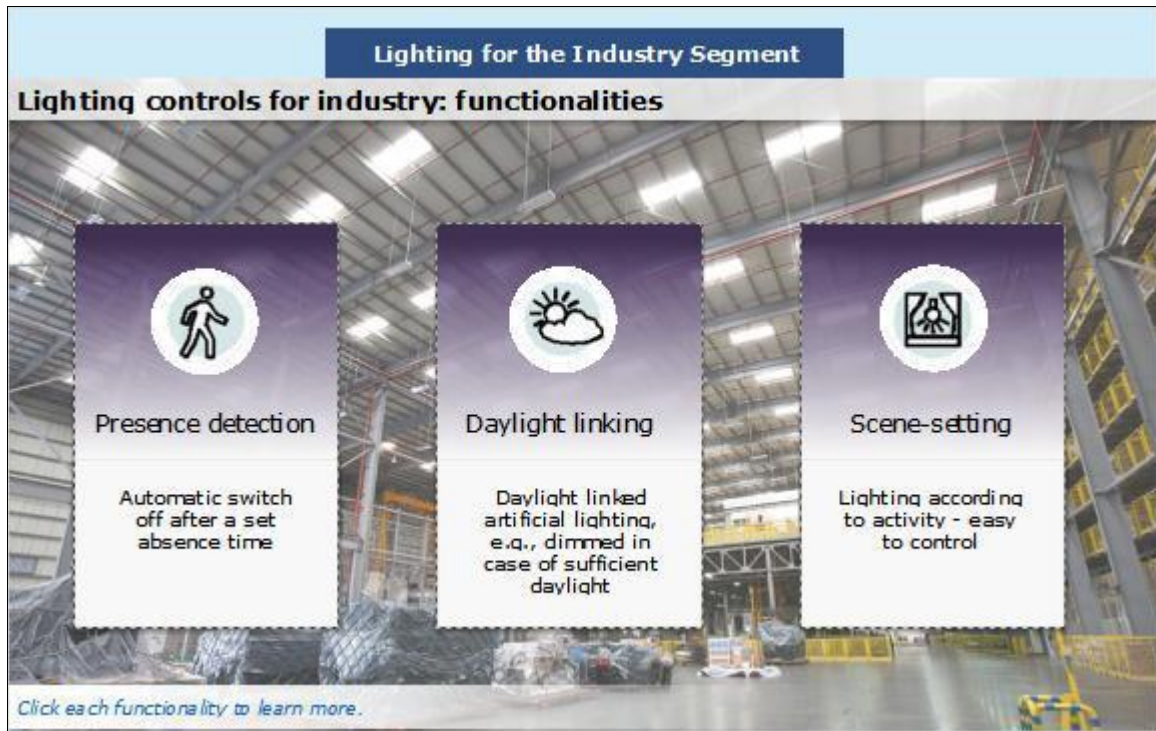 Lighting for the Industry Segment
Lighting controls for industry: functionalities
Presence detection
Automatic switch
off after a set
absence time
Daylight linking
Daylight linked
artificial lighting,
e.g., dimmed in
case of sufficient
daylight
Scene-setting
Lighting according
to activity - easy
to control
Click each functionality to learn more.